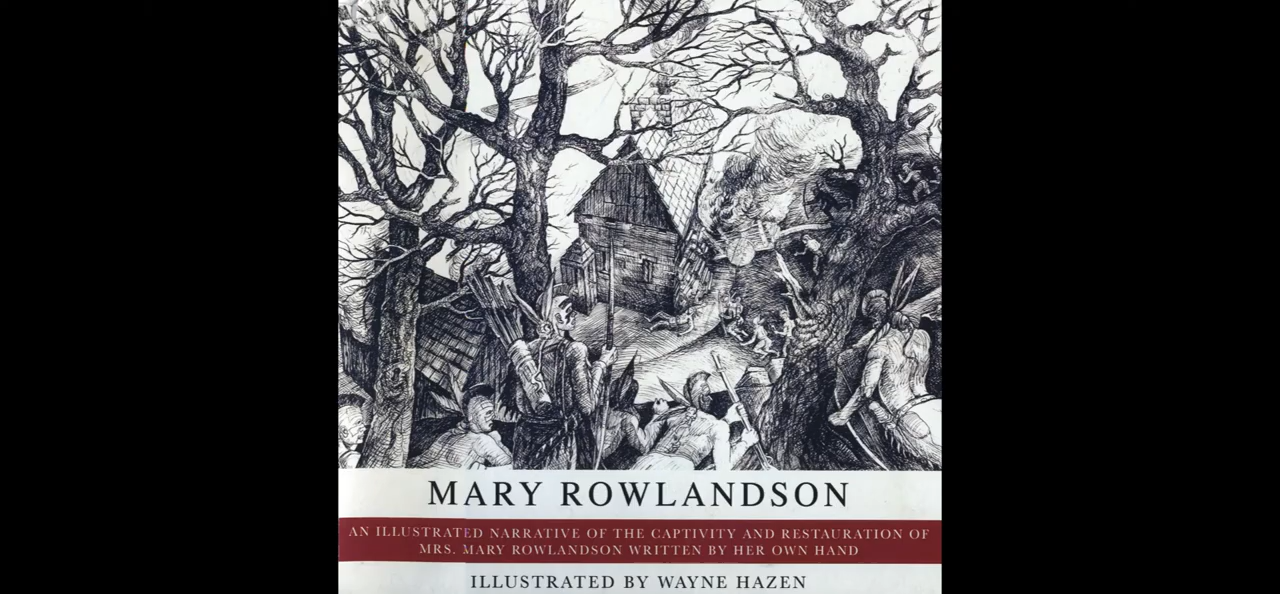 MARY ROWLANDSON
AN ILLUSTRATED NARRATIVE OF THE CAPTIVITY AND RESTAURATION OF
MRS. MARY ROWLANDSON WRITTEN BY HER OWN HAND
ILLUSTRATED BY WAYNE HAZEN